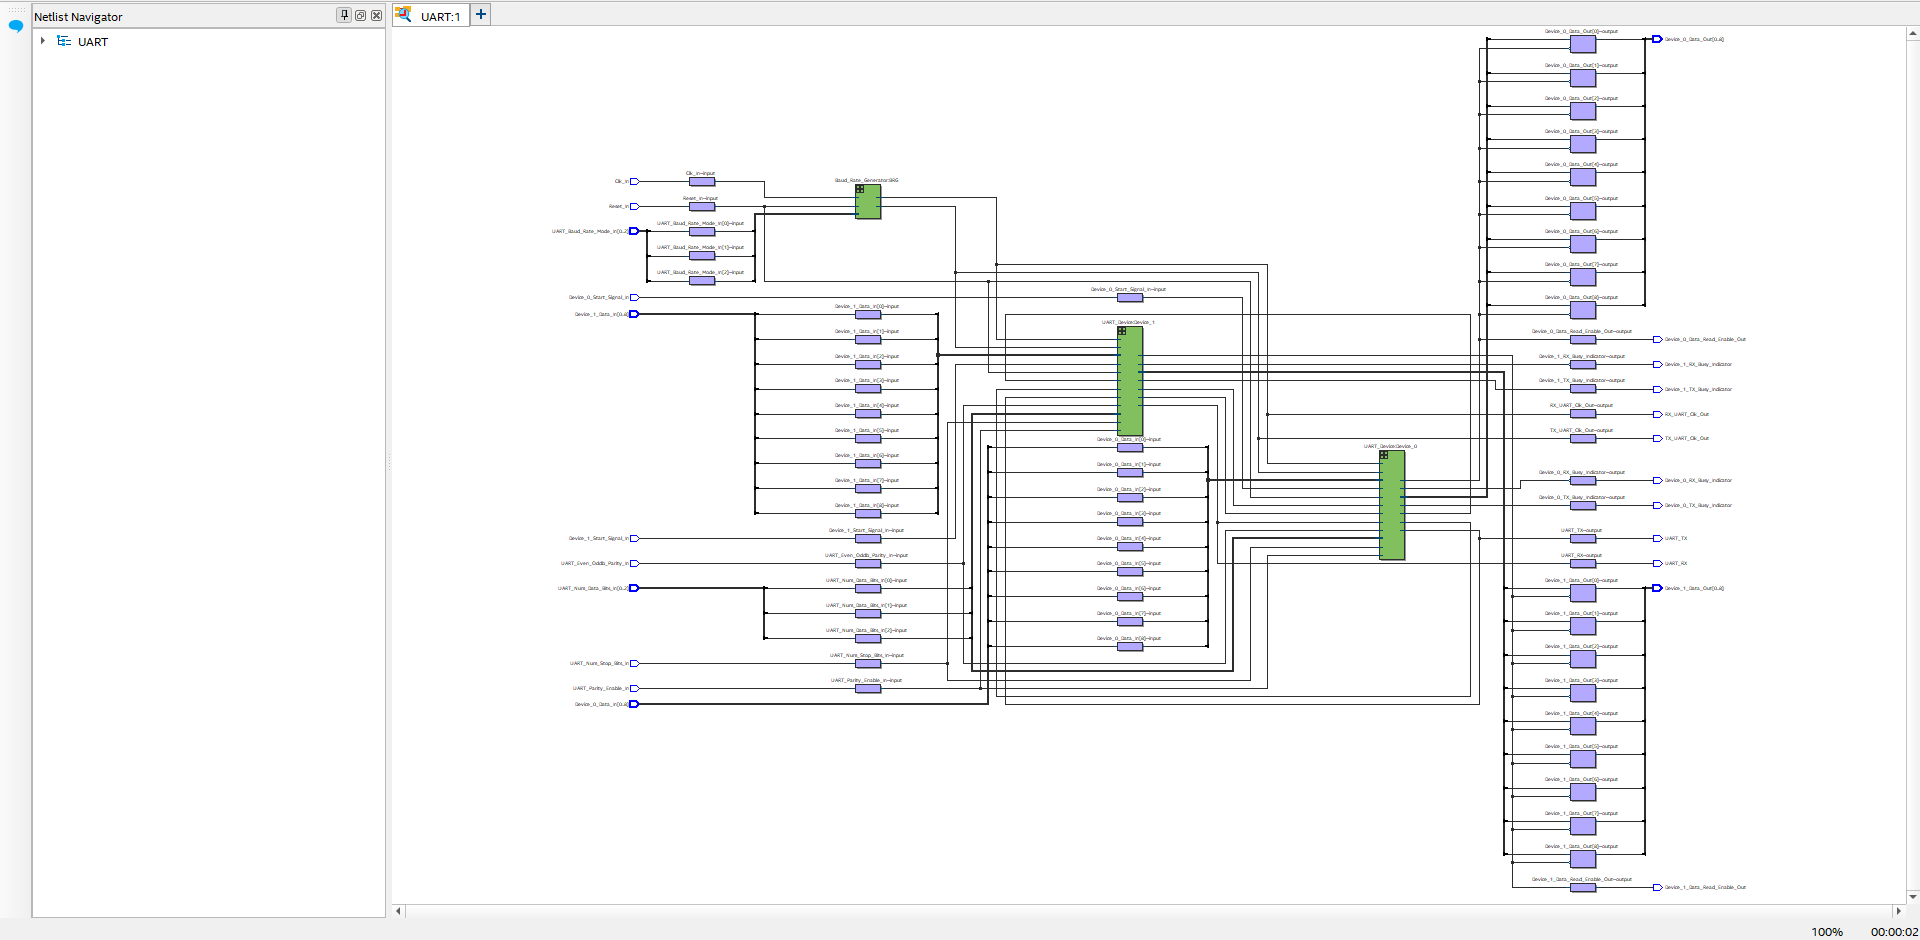 Netlist Navigator
UART
UART:1
Clk_In
Clk_In~input
Reset_In
Reset_In~input
UART_Baud_Rate_Mode_In[0..2]
UART_Baud_Rate_Mode_In[0]~input
UART_Baud_Rate_Mode_In[1]~input
UART_Baud_Rate_Mode_In[2]~input
Baud_Rate_Generator:BRG
Device_0_Start_Signal_In
Device_0_Start_Signal_In~input
Device_1_Data_In[0..8]
Device_1_Data_In[0]~input
Device_1_Data_In[1]~input
Device_1_Data_In[2]~input
Device_1_Data_In[3]~input
Device_1_Data_In[4]~input
Device_1_Data_In[5]~input
Device_1_Data_In[6]~input
Device_1_Data_In[7]~input
Device_1_Data_In[8]~input
Device_1_Start_Signal_In
Device_1_Start_Signal_In~input
UART_Even_Oddb_Parity_In
UART_Even_Oddb_Parity_In~input
UART_Num_Data_Bits_In[0..2]
UART_Num_Data_Bits_In[0]~input
UART_Num_Data_Bits_In[1]~input
UART_Num_Data_Bits_In[2]~input
UART_Num_Stop_Bits_In
UART_Num_Stop_Bits_In~input
UART_Parity_Enable_In
UART_Parity_Enable_In~input
Device_0_Data_In[0..8]
UART_Device:Device_1
Device_0_Data_In[0]~input
Device_0_Data_In[1]~input
Device_0_Data_In[2]~input
Device_0_Data_In[3]~input
Device_0_Data_In[4]~input
Device_0_Data_In[5]~input
Device_0_Data_In[6]~input
Device_0_Data_In[7]~input
Device_0_Data_In[8]~input
UART_Device:Device_0
Device_0_Data_Out[0]~output
Device_0_Data_Out[0..8]
Device_0_Data_Out[1]~output
Device_0_Data_Out[2]~output
Device_0_Data_Out[3]~output
Device_0_Data_Out[4]~output
Device_0_Data_Out[5]~output
Device_0_Data_Out[6]~output
Device_0_Data_Out[7]~output
Device_0_Data_Out[8]~output
Device_0_Data_Read_Enable_Out~output
Device_0_Data_Read_Enable_Out
Device_1_RX_Busy_Indicator~output
Device_1_RX_Busy_Indicator
Device_1_TX_Busy_Indicator~output
Device_1_TX_Busy_Indicator
RX_UART_Clk_Out~output
RX_UART_Clk_Out
TX_UART_Clk_Out~output
TX_UART_Clk_Out
Device_0_RX_Busy_Indicator~output
Device_0_RX_Busy_Indicator
Device_0_TX_Busy_Indicator~output
Device_0_TX_Busy_Indicator
UART_TX~output
UART_TX
UART_RX~output
UART_RX
Device_1_Data_Out[0]~output
Device_1_Data_Out[0..8]
Device_1_Data_Out[1]~output
Device_1_Data_Out[2]~output
Device_1_Data_Out[3]~output
Device_1_Data_Out[4]~output
Device_1_Data_Out[5]~output
Device_1_Data_Out[6]~output
Device_1_Data_Out[7]~output
Device_1_Data_Out[8]~output
Device_1_Data_Read_Enable_Out~output
Device_1_Data_Read_Enable_Out
100%
00:00:02